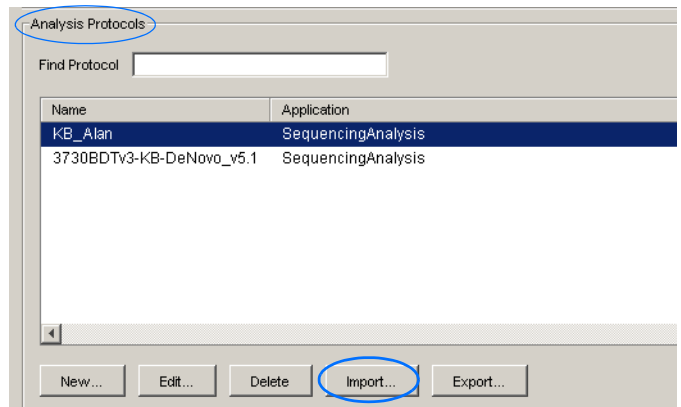 Analysis Protocols
Find Protocol
Name Application
KB_Alan SequencingAnalysis
3730BDTv3-KB-DeNovo_v5.1 SequencingAnalysis
New... Edit... Delete Import... Export...